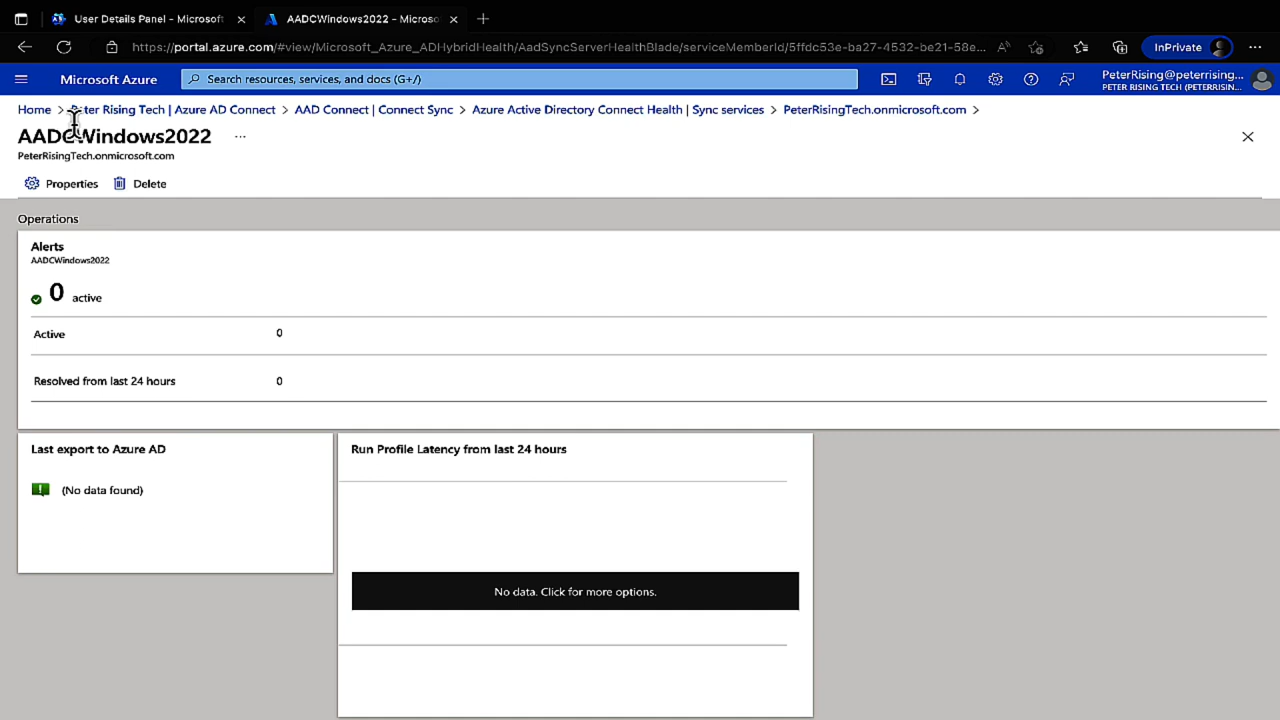 User Details Panel - Microsoft
AADCWindows2022 - Microso
https://portal.azure.com/#view/Microsoft_Azure_ADHybridHealth/AadSyncServerHealthBlade/serviceMemberId/5ffdc53e-ba27-4532-be21-58e...
InPrivate
Microsoft Azure
Search resources, services, and docs (G+/)
PeterRising@peterrising...
PETER RISING TECH (PETERRISIN...
Home > Peter Rising Tech | Azure AD Connect > AAD Connect | Connect Sync > Azure Active Directory Connect Health | Sync services > PeterRisingTech.onmicrosoft.com >
AADCWindows2022 ...
PeterRisingTech.onmicrosoft.com
Properties Delete
Operations
Alerts
AADCWindows2022
0 active
Active 0
Resolved from last 24 hours 0
Last export to Azure AD
(No data found)
Run Profile Latency from last 24 hours
No data. Click for more options.